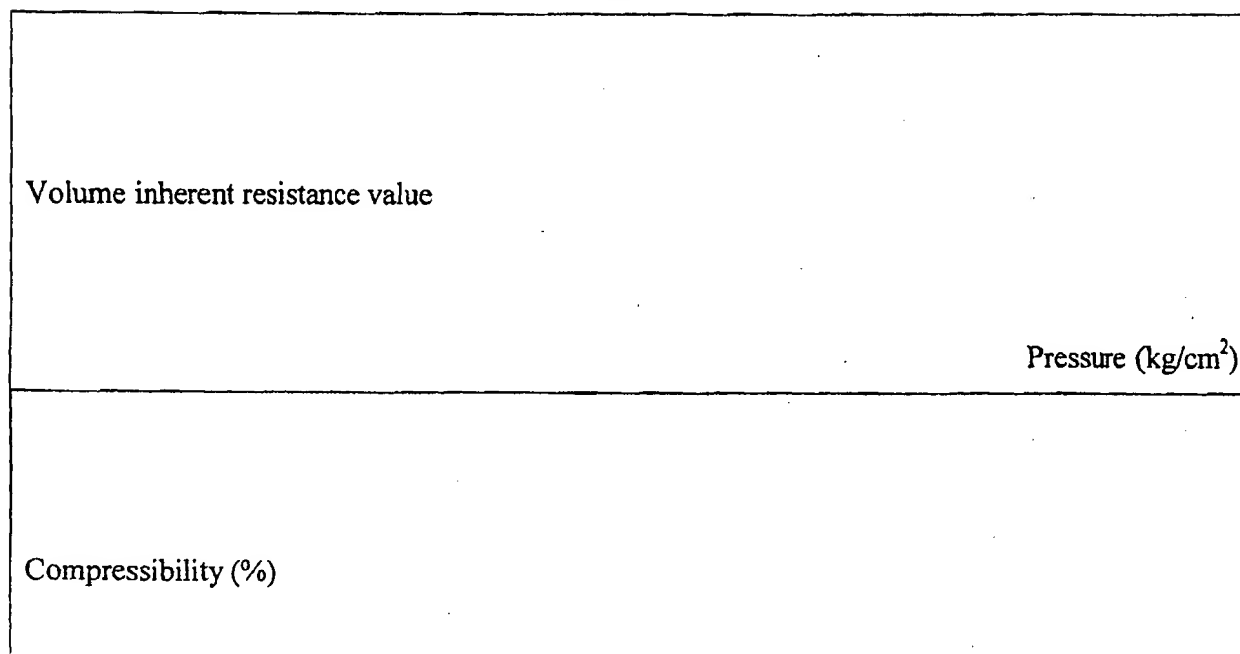 Volume inherent resistance value
Pressure (kg/cm²)
Compressibility (%)